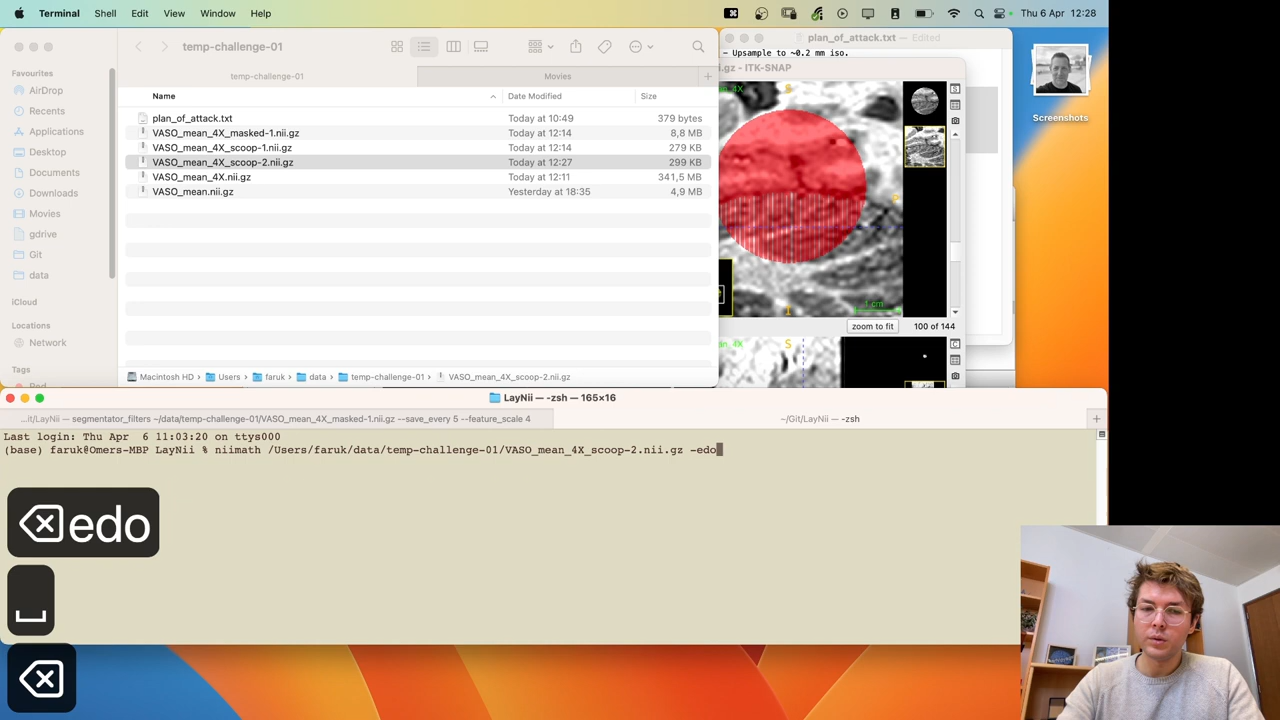 Terminal Shell Edit View Window Help Thu 6 Apr 12:28
temp-challenge-01
temp-challenge-01 Movies
Favourites
AirDrop
Recents
Applications
Desktop
Documents
Downloads
Movies
gdrive
Git
data
iCloud
Locations
Network
Tags
Name Date Modified Size
plan_of_attack.txt Today at 10:49 379 bytes
VASO_mean_4X_masked-1.nii.gz Today at 12:14 8,8 MB
VASO_mean_4X_scoop-1.nii.gz Today at 12:14 279 KB
VASO_mean_4X_scoop-2.nii.gz Today at 12:27 299 KB
VASO_mean_4X.nii.gz Today at 12:11 341,5 MB
VASO_mean.nii.gz Yesterday at 18:35 4,9 MB
Macintosh HD Users faruk data temp-challenge-01 VASO_mean_4X_scoop-2.nii.gz
plan_of_attack.txt — Edited
- Upsample to ~0.2 mm iso.
i.gz - ITK-SNAP
an_4X
S
I
1 cm
zoom to fit 100 of 144
an_4X
S
Screenshots
LayNii — -zsh — 165×16
...it/LayNii — segmentator_filters ~/data/temp-challenge-01/VASO_mean_4X_masked-1.nii.gz --save_every 5 --feature_scale 4
~/Git/LayNii — -zsh
Last login: Thu Apr  6 11:03:20 on ttys000
(base) faruk@Omers-MBP LayNii % niimath /Users/faruk/data/temp-challenge-01/VASO_mean_4X_scoop-2.nii.gz -edo
edo